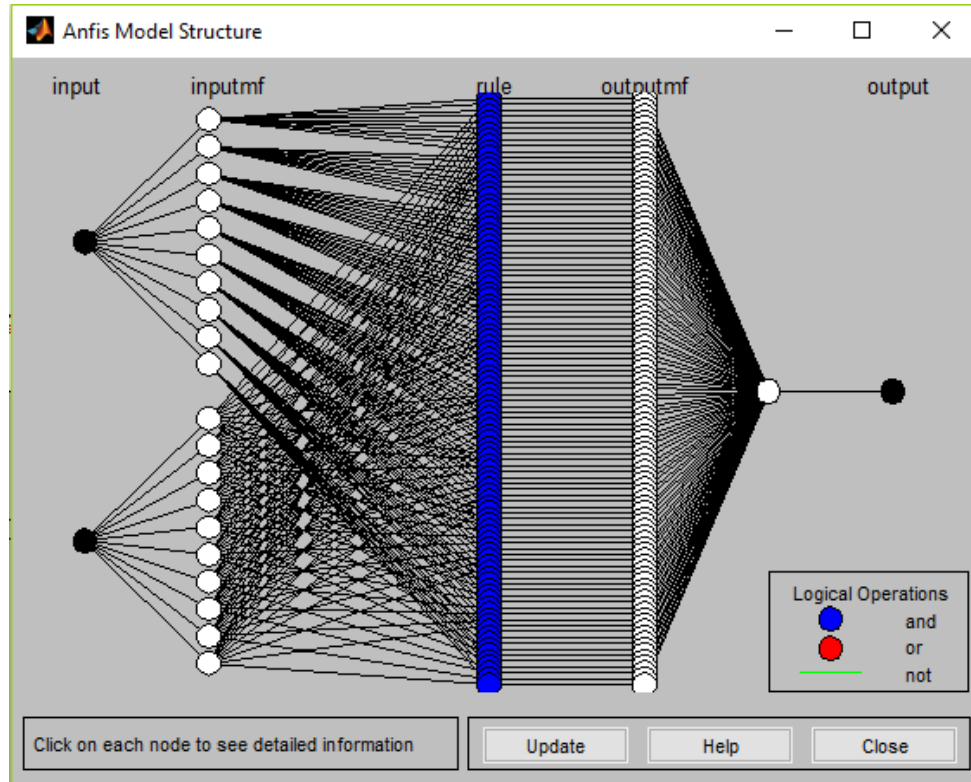 Anfis Model Structure
input inputmf rule outputmf output
Logical Operations
and
or
not
Click on each node to see detailed information
Update Help Close